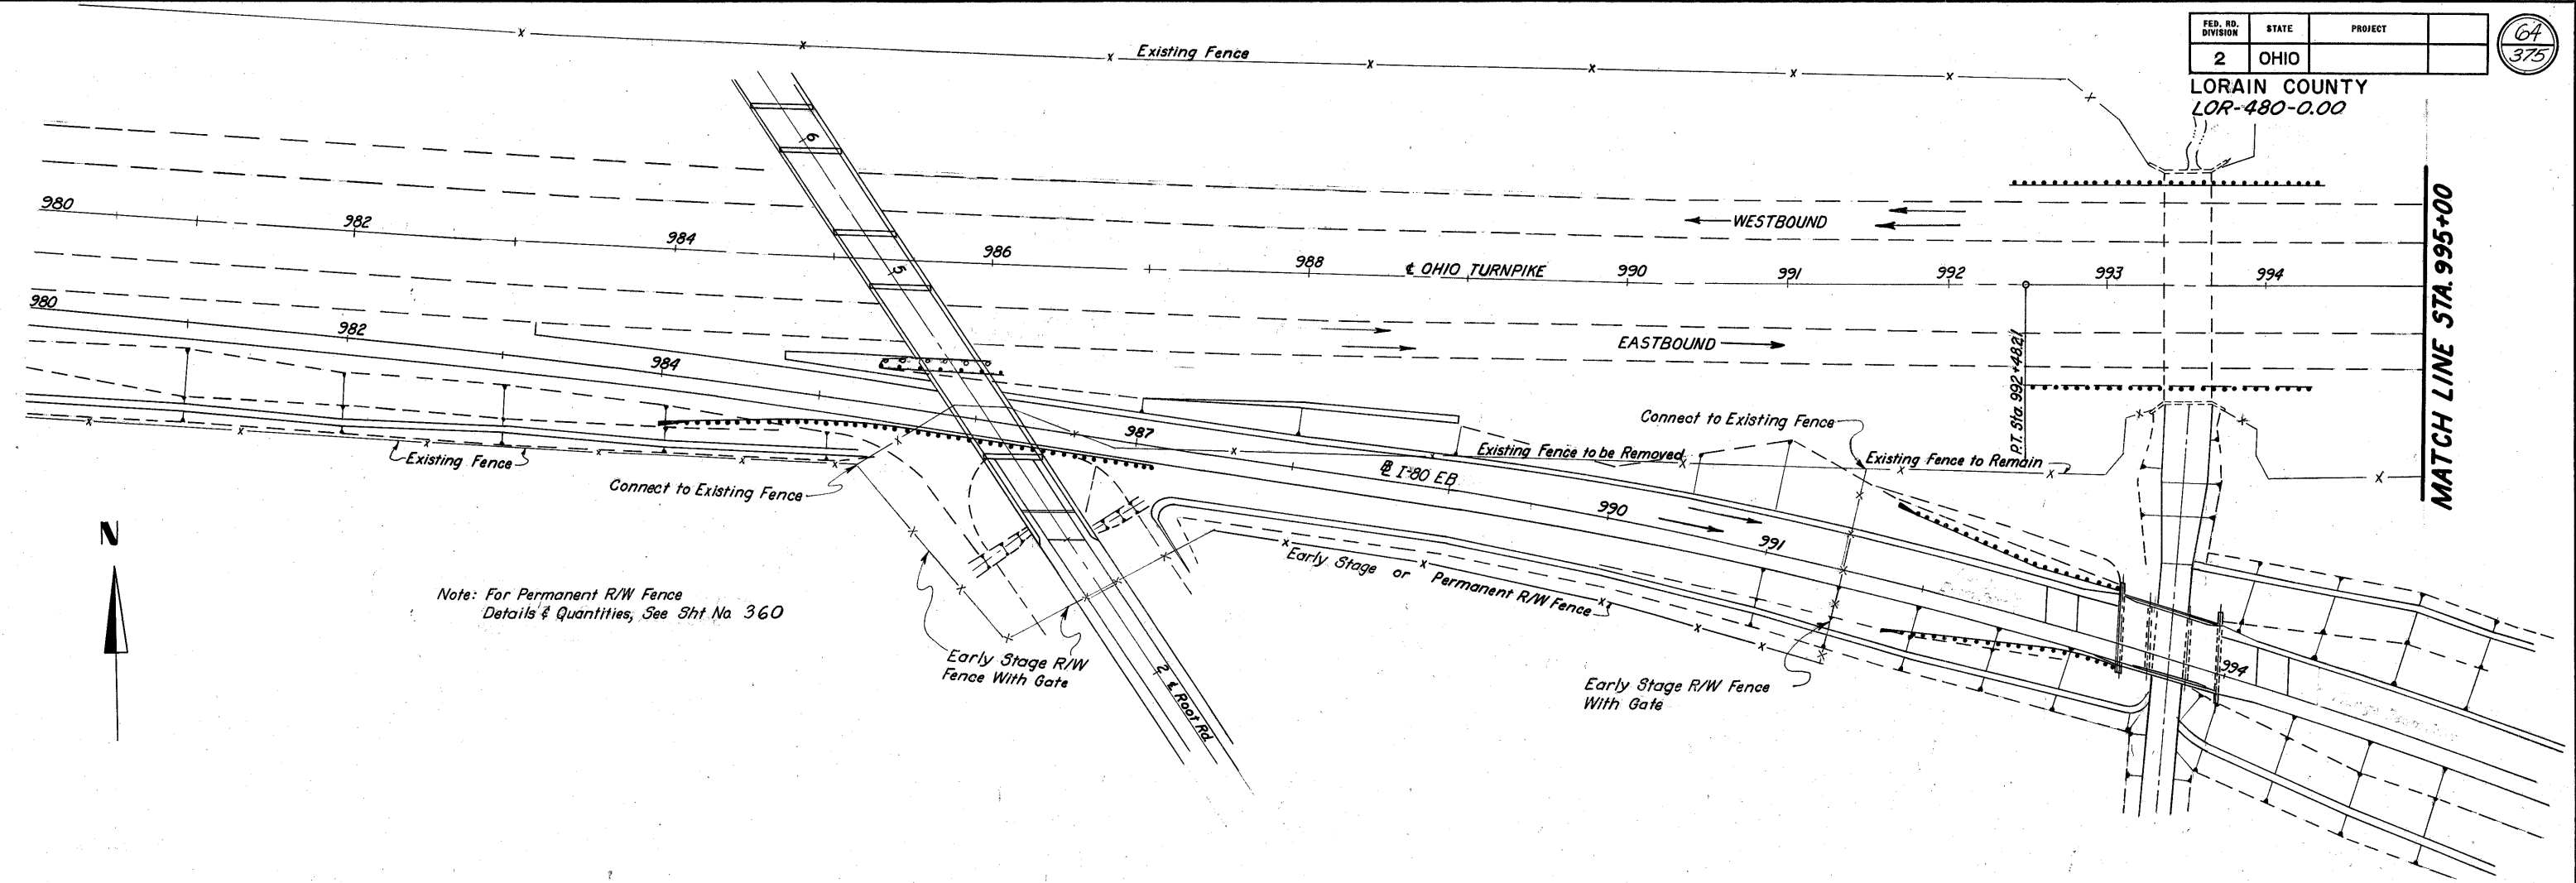 FED. RD. DIVISION STATE PROJECT
2 OHIO
64
375
LORAIN COUNTY
LOR-480-0.00
Existing Fence
6
980
982
984
986
988
990
991
992
993
994
WESTBOUND
5
℄ OHIO TURNPIKE
MATCH LINE STA. 995+00
980
982
984
EASTBOUND
P.T. Sta. 992+48.21
987
Connect to Existing Fence
Existing Fence
Existing Fence to be Removed
Existing Fence to Remain
Connect to Existing Fence
I-80 EB
990
991
N
Early Stage or Permanent R/W Fence
Note: For Permanent R/W Fence
Details & Quantities, See Sht No. 360
Early Stage R/W
Fence With Gate
2 ℄ Root Rd.
Early Stage R/W Fence
With Gate
994